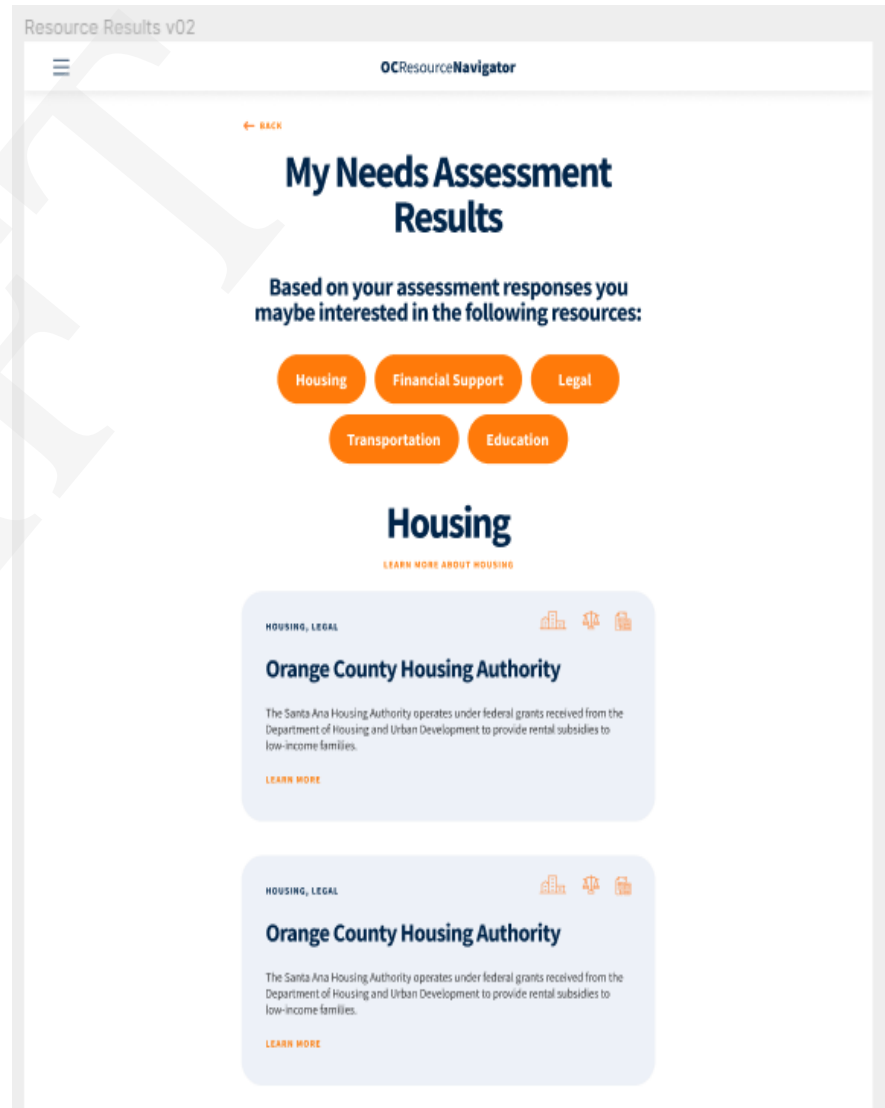 Resource Results v02
OCResourceNavigator
← BACK
My Needs Assessment
Results
Based on your assessment responses you
maybe interested in the following resources:
Housing
Financial Support
Legal
Transportation
Education
Housing
LEARN MORE ABOUT HOUSING
HOUSING, LEGAL
Orange County Housing Authority
The Santa Ana Housing Authority operates under federal grants received from the
Department of Housing and Urban Development to provide rental subsidies to
low-income families.
LEARN MORE
HOUSING, LEGAL
Orange County Housing Authority
The Santa Ana Housing Authority operates under federal grants received from the
Department of Housing and Urban Development to provide rental subsidies to
low-income families.
LEARN MORE